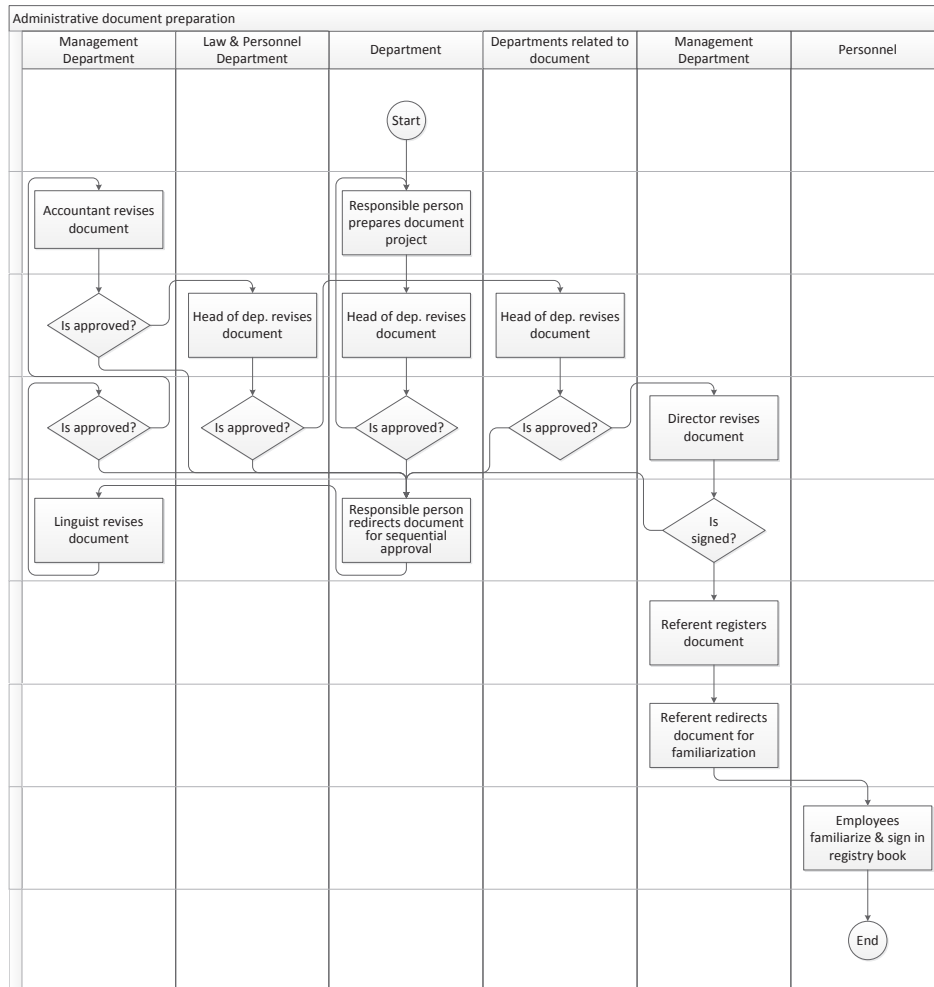 Administrative document preparation
Management
Department
Law & Personnel
Department
Department
Departments related to
document
Management
Department
Personnel
Start
Accountant revises
document
Responsible person
prepares document
project
Is approved?
Head of dep. revises
document
Head of dep. revises
document
Head of dep. revises
document
Is approved?
Is approved?
Is approved?
Is approved?
Director revises
document
Linguist revises
document
Responsible person
redirects document
for sequential
approval
Is
signed?
Referent registers
document
Referent redirects
document for
familiarization
Employees
familiarize & sign in
registry book
End